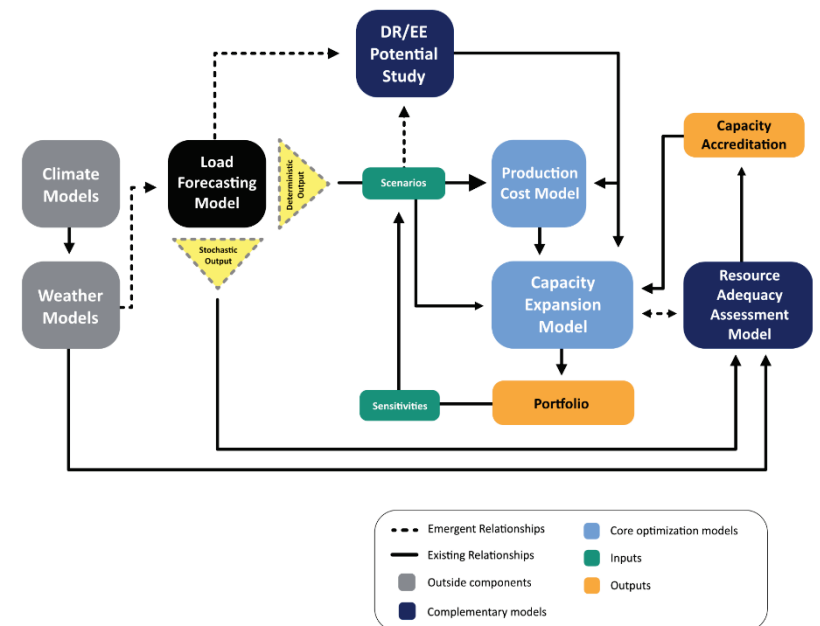 DR/EE
Potential
Study
Capacity
Accreditation
Climate
Models
Load
Forecasting
Model
Deterministic
Output
Scenarios
Production
Cost Model
Stochastic
Output
Weather
Models
Capacity
Expansion
Model
Resource
Adequacy
Assessment
Model
Sensitivities
Portfolio
Emergent Relationships
Existing Relationships
Outside components
Complementary models
Core optimization models
Inputs
Outputs